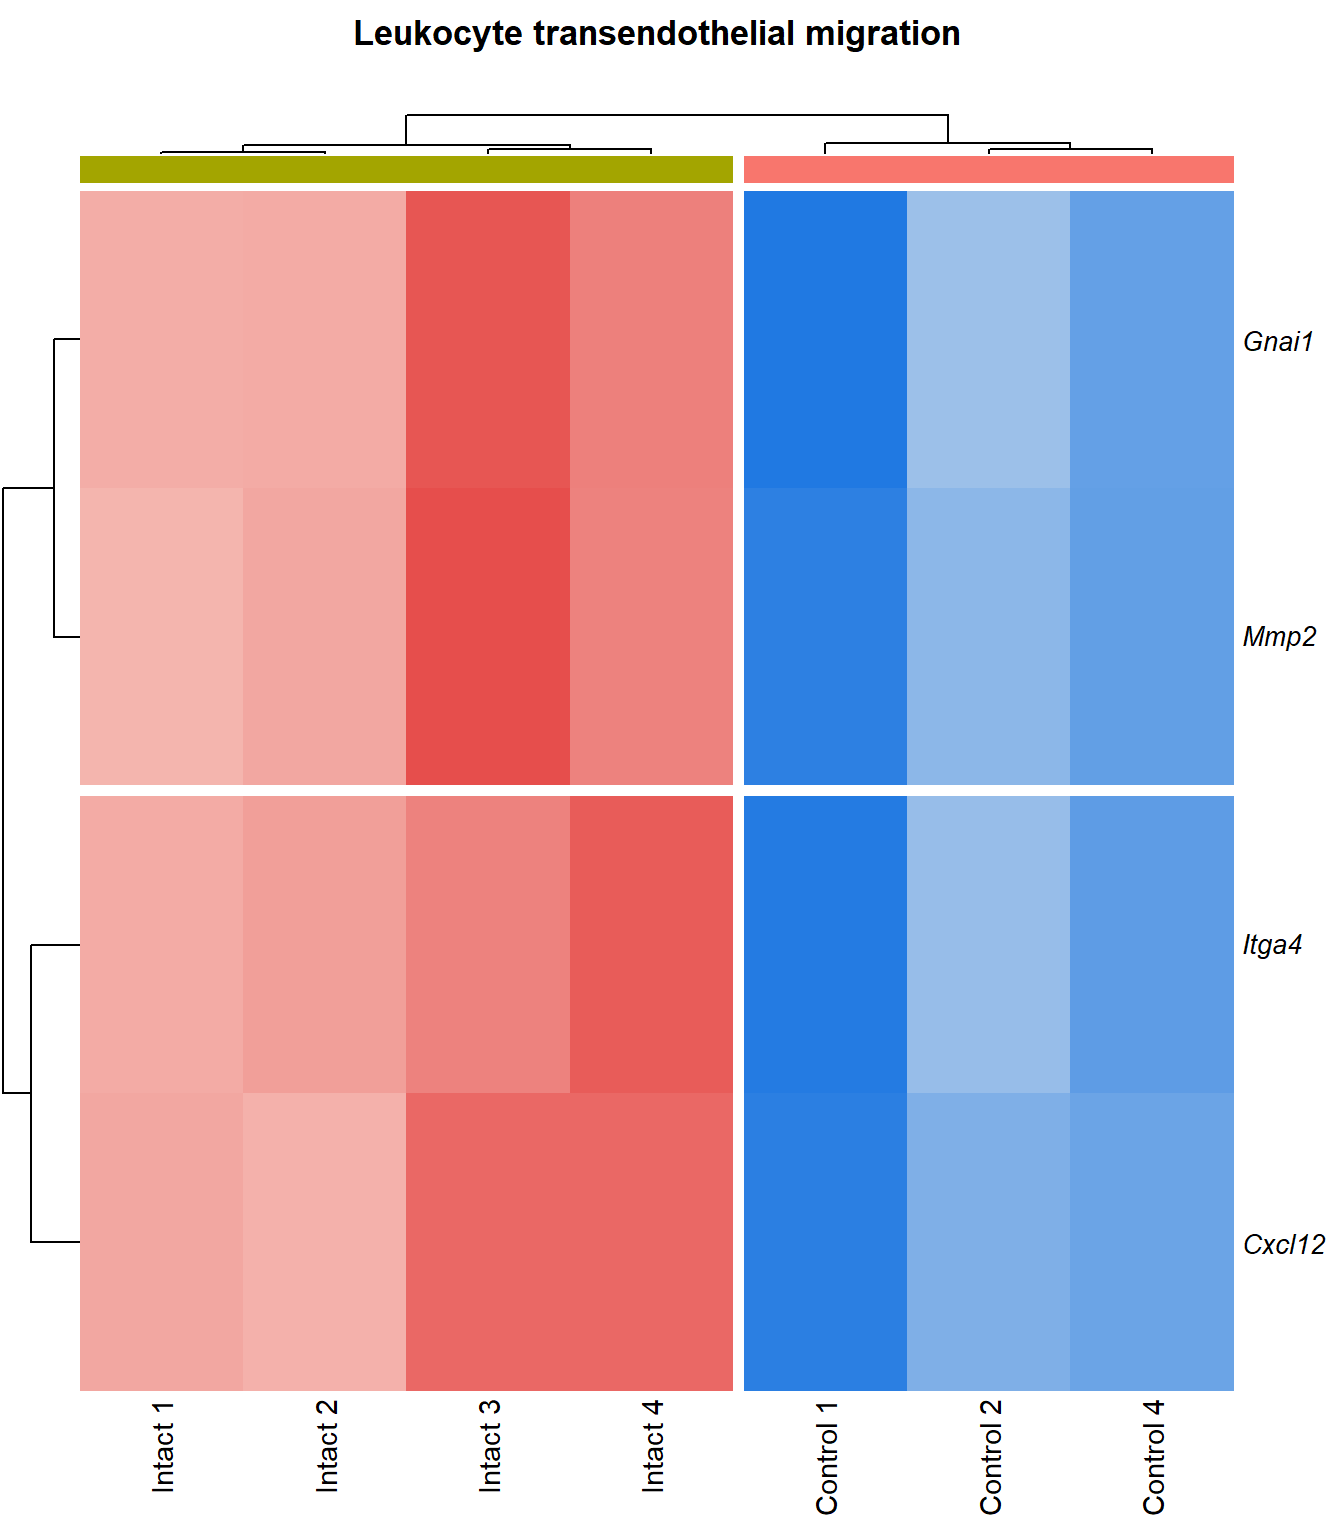 Leukocyte transendothelial migration
Gnai1
Mmp2
Itga4
Cxcl12
Intact 1
Intact 2
Intact 3
Intact 4
Control 1
Control 2
Control 4